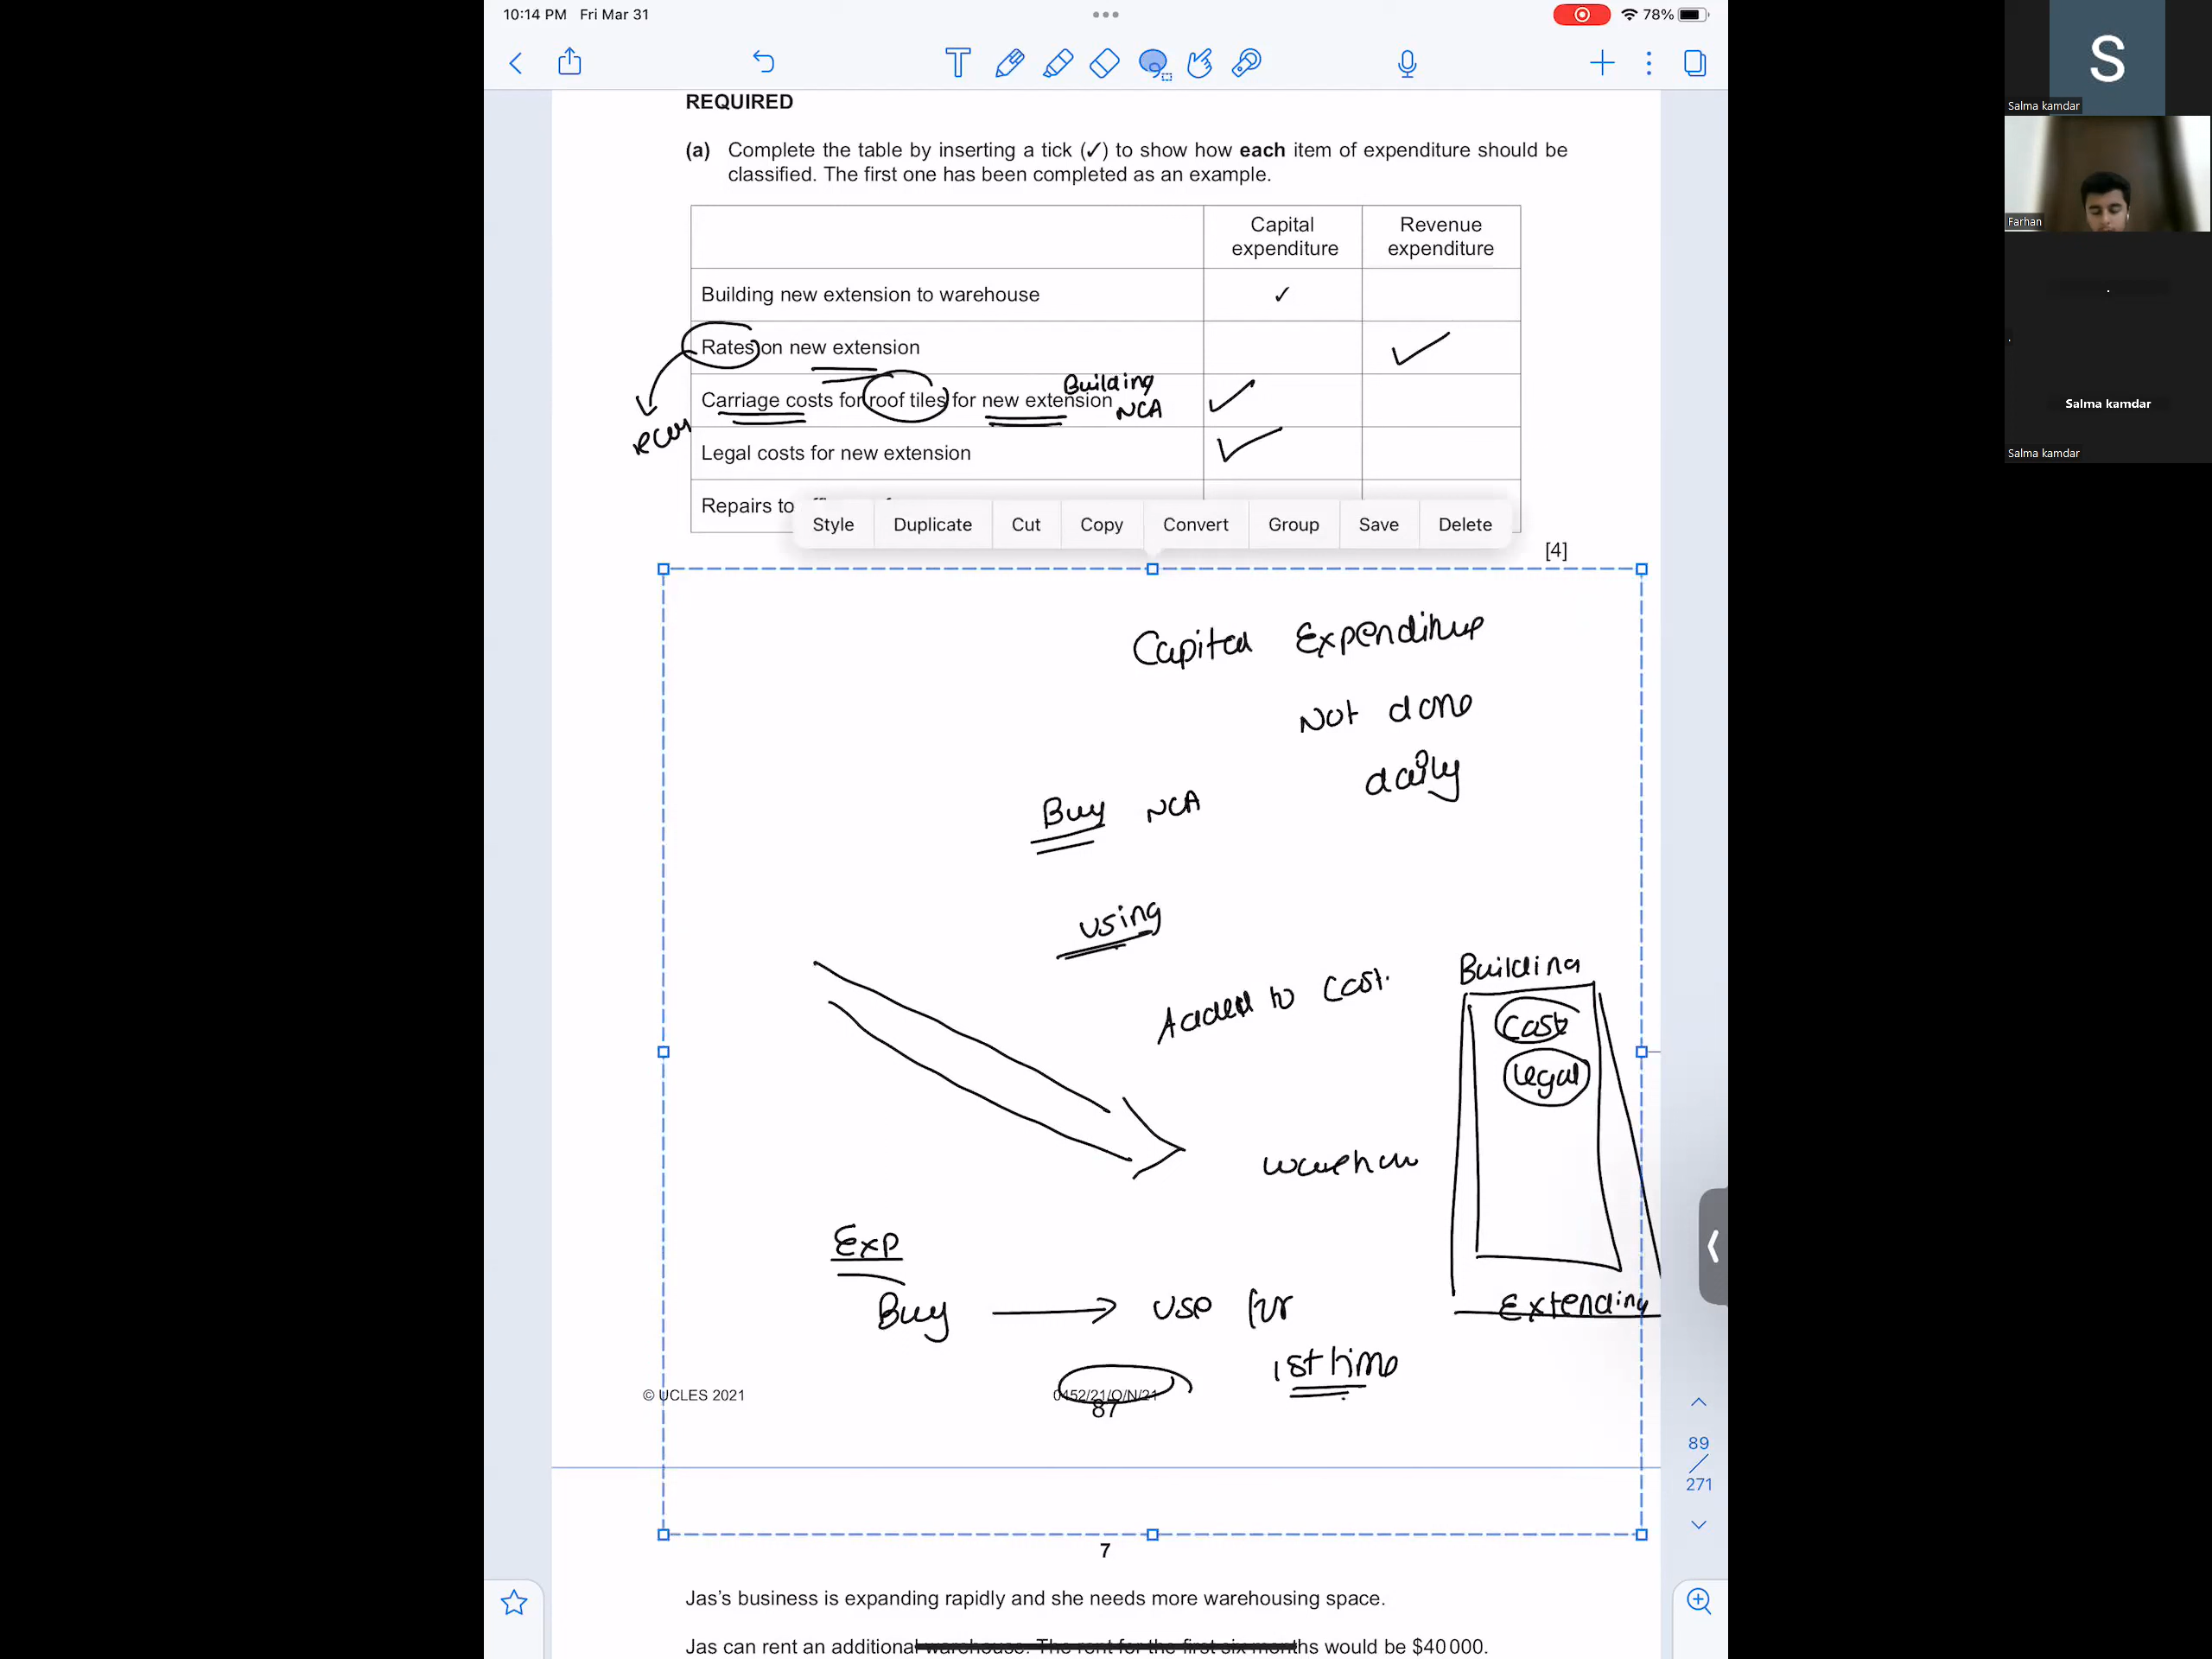 10:14 PM Fri Mar 31
78%
REQUIRED
(a) Complete the table by inserting a tick (✓) to show how each item of expenditure should be
classified. The first one has been completed as an example.
Capital expenditure
Revenue expenditure
Building new extension to warehouse ✓
Rates on new extension ✓
Building
Carriage costs for roof tiles for new extension ✓
NCA
Legal costs for new extension ✓
Repairs to
Style Duplicate Cut Copy Convert Group Save Delete
[4]
Capital Expenditure
Not done
daily
Buy NCA
using
Added to cost.
Building
Cost
Legal
Exp
Buy → use for
1st time
Extending
© UCLES 2021
0452/21/O/N/21
87
7
Jas's business is expanding rapidly and she needs more warehousing space.
Jas can rent an additional warehouse. The rent for the first six months would be $40 000.
89
271
S
Salma kamdar
Farhan
Salma kamdar
Salma kamdar